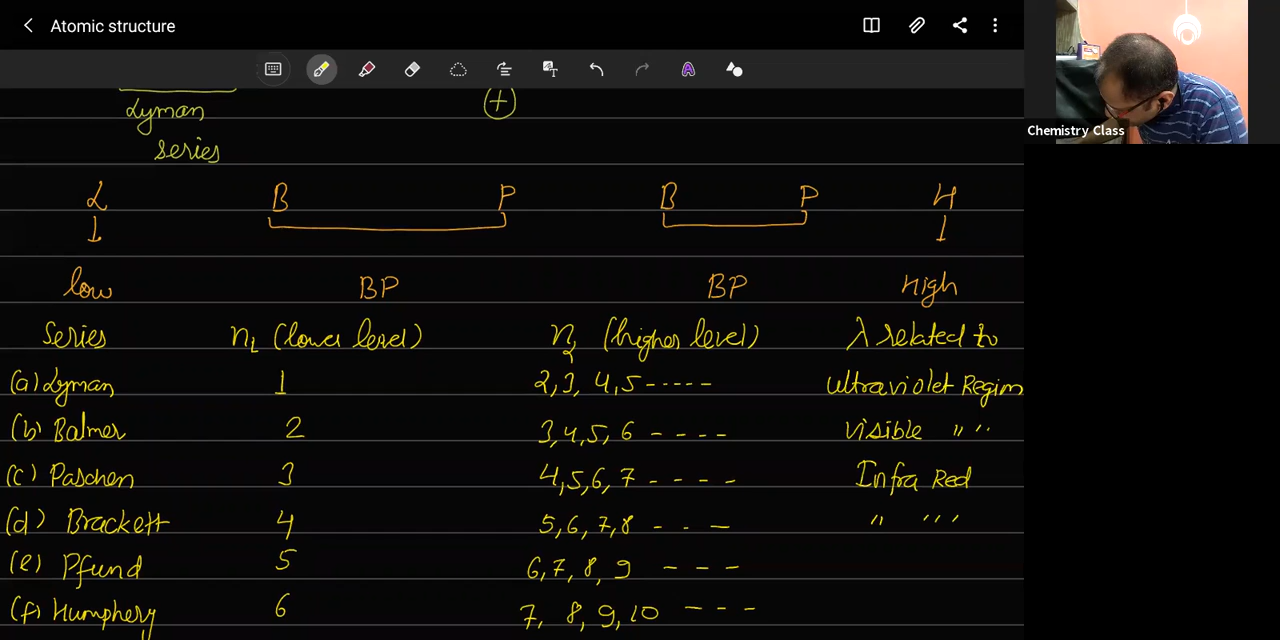 Atomic structure
Chemistry Class
Lyman
series
+
L B P B P H
low BP BP High
Series n1 (lower level) n2 (higher level) λ related to
(a) Lyman 1 2,3, 4,5----- ultraviolet Region
(b) Balmer 2 3,4,5, 6 ---- visible " "
(c) Paschen 3 4,5,6,7 ---- Infra Red
(d) Brackett 4 5,6,7,8 --- " "
(e) Pfund 5 6,7,8,9 ---
(f) Humphery 6 7, 8,9,10 ---